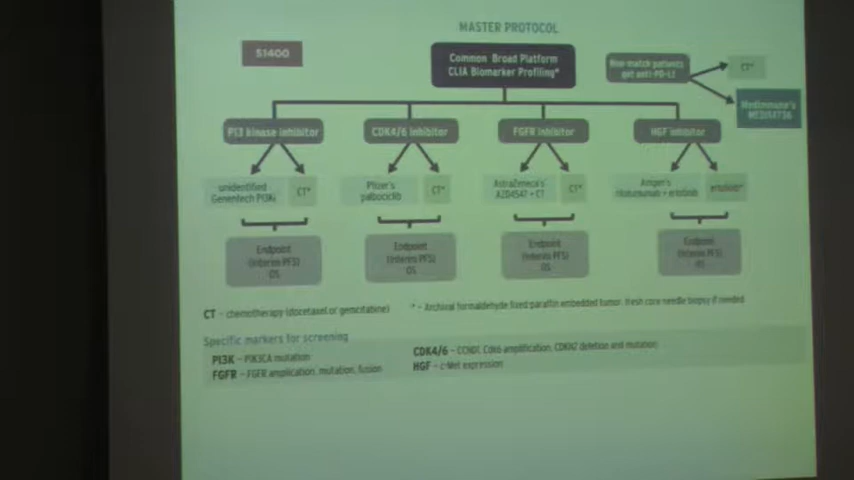 MASTER PROTOCOL
S1400
Common Broad Platform
CLIA Biomarker Profiling*
Non-match patients
get anti-PD-L1
CT*
MedImmune's
MEDI4736
PI3 kinase inhibitor
CDK4/6 inhibitor
FGFR inhibitor
HGF inhibitor
unidentified
Genentech PI3Ki
CT*
Pfizer's
palbociclib
CT*
AstraZeneca's
AZD4547 + CT
CT*
Amgen's
rilotumumab + erlotinib
erlotinib*
Endpoint
(Interim PFS)
OS
Endpoint
(Interim PFS)
OS
Endpoint
(Interim PFS)
OS
Endpoint
(Interim PFS)
OS
CT – chemotherapy (docetaxel or gemcitabine)
* – Archival formaldehyde fixed paraffin embedded tumor, fresh core needle biopsy if needed
Specific markers for screening
PI3K – PIK3CA mutation
CDK4/6 – CCND1, Cdk6 amplification, CDKN2 deletion and mutation
FGFR – FGFR amplication, mutation, fusion
HGF – c-Met expression